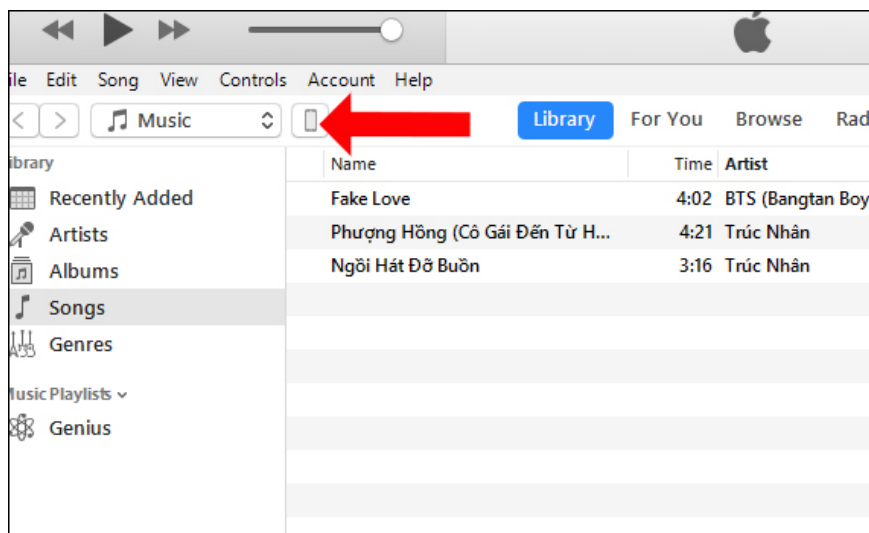 ile Edit Song View Controls Account Help
Music Library For You Browse Rad
ibrary
Name Time Artist
Recently Added
Fake Love 4:02 BTS (Bangtan Boy
Artists
Phượng Hồng (Cô Gái Đến Từ H... 4:21 Trúc Nhân
Albums
Ngồi Hát Đỡ Buồn 3:16 Trúc Nhân
Songs
Genres
Music Playlists
Genius